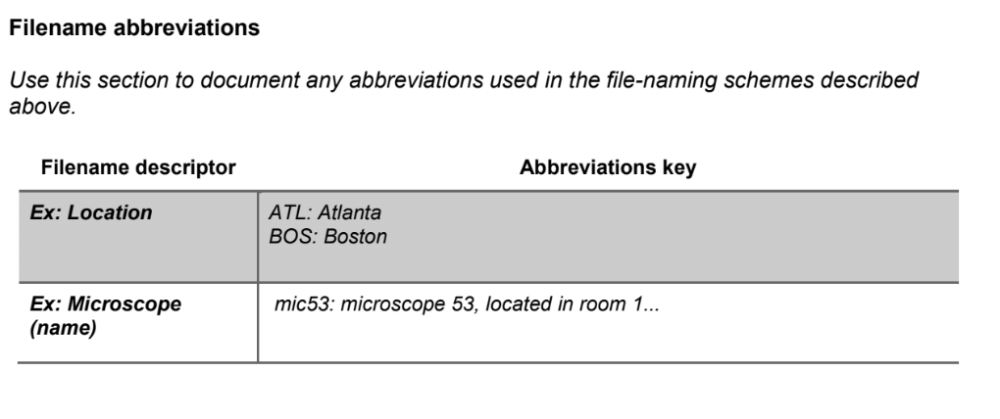 Filename abbreviations
Use this section to document any abbreviations used in the file-naming schemes described
above.
Filename descriptor Abbreviations key
Ex: Location ATL: Atlanta
BOS: Boston
Ex: Microscope mic53: microscope 53, located in room 1...
(name)